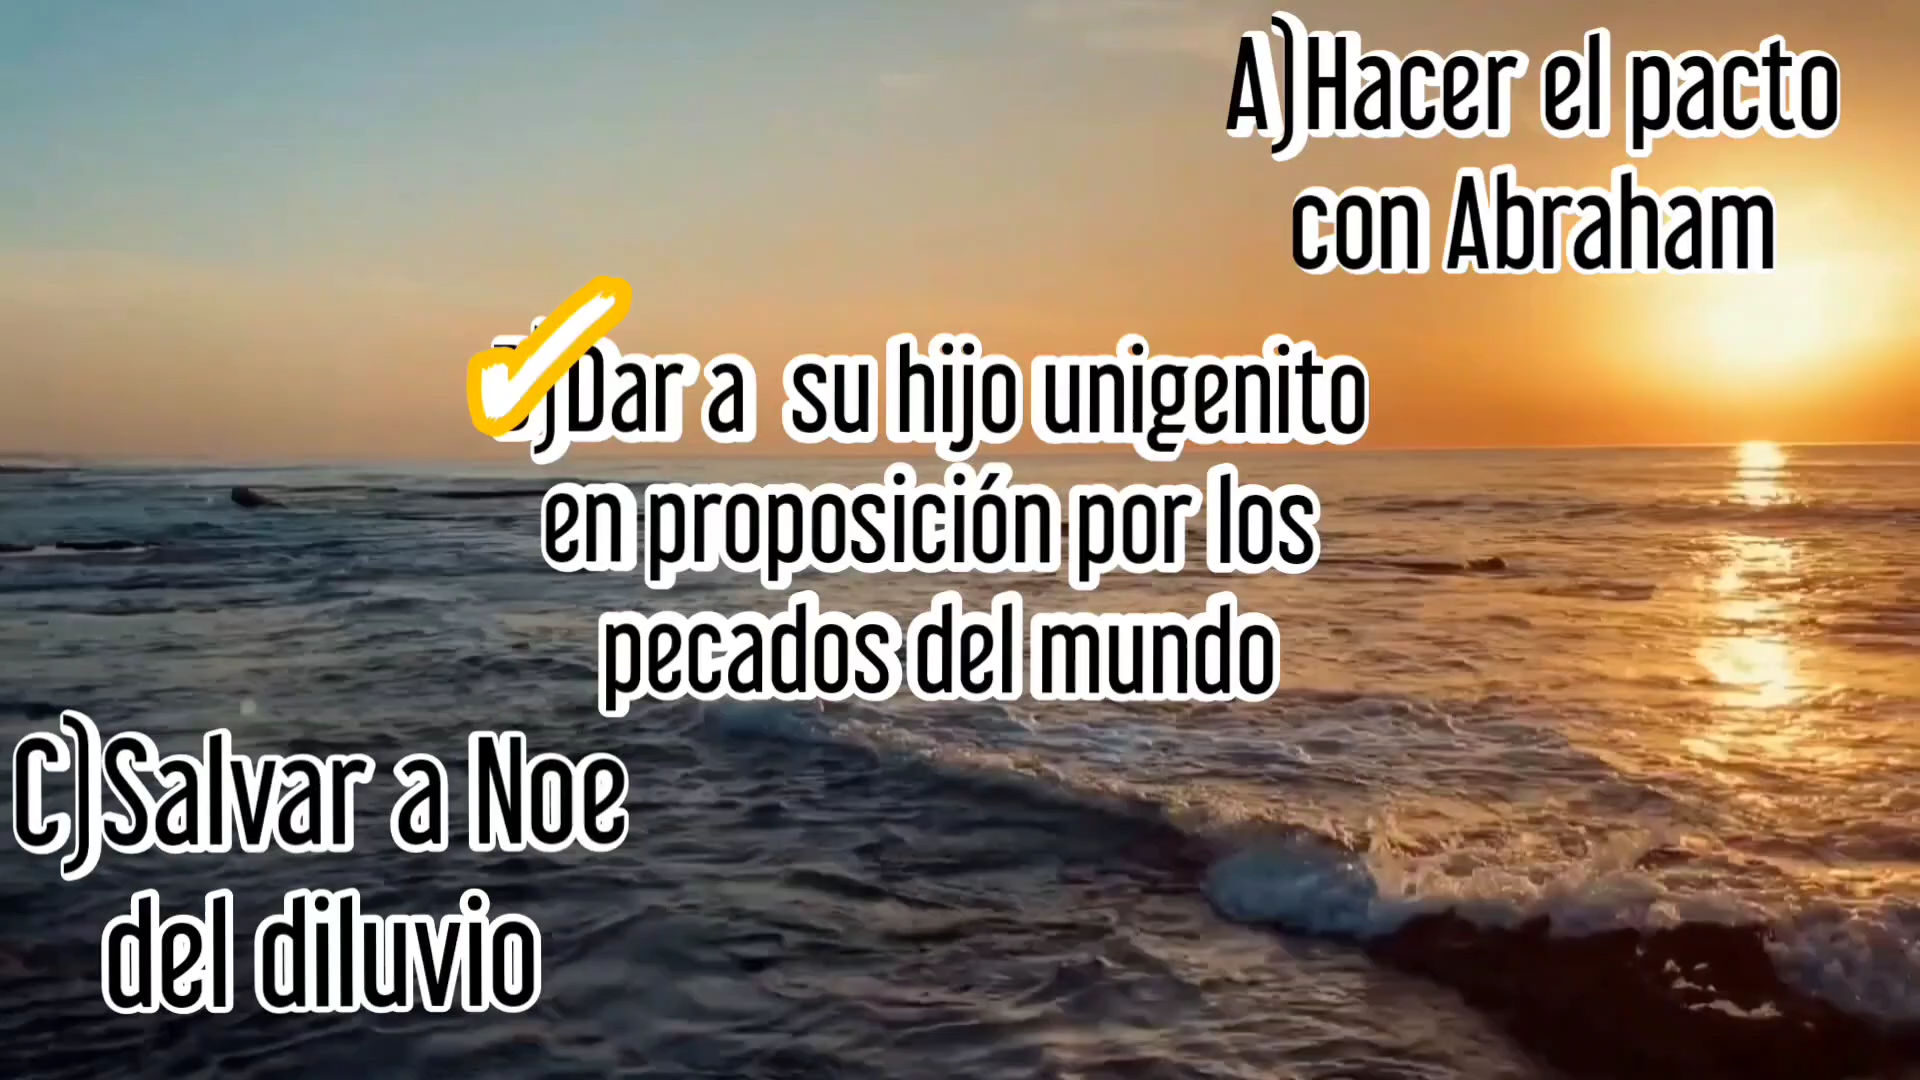 A)Hacer el pacto
con Abraham
B)Dar a su hijo unigenito
en proposición por los
pecados del mundo
C)Salvar a Noe
del diluvio